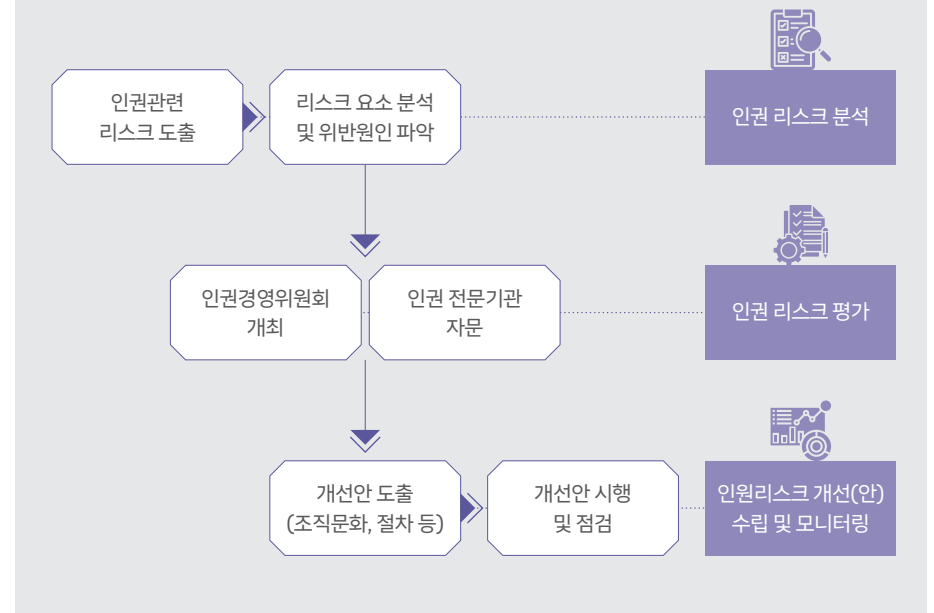 인권관련
리스크 도출
리스크 요소 분석
및 위반원인 파악
인권 리스크 분석
인권경영위원회
개최
인권 전문기관
자문
인권 리스크 평가
개선안 도출
(조직문화, 절차 등)
개선안 시행
및 점검
인원리스크 개선(안)
수립 및 모니터링